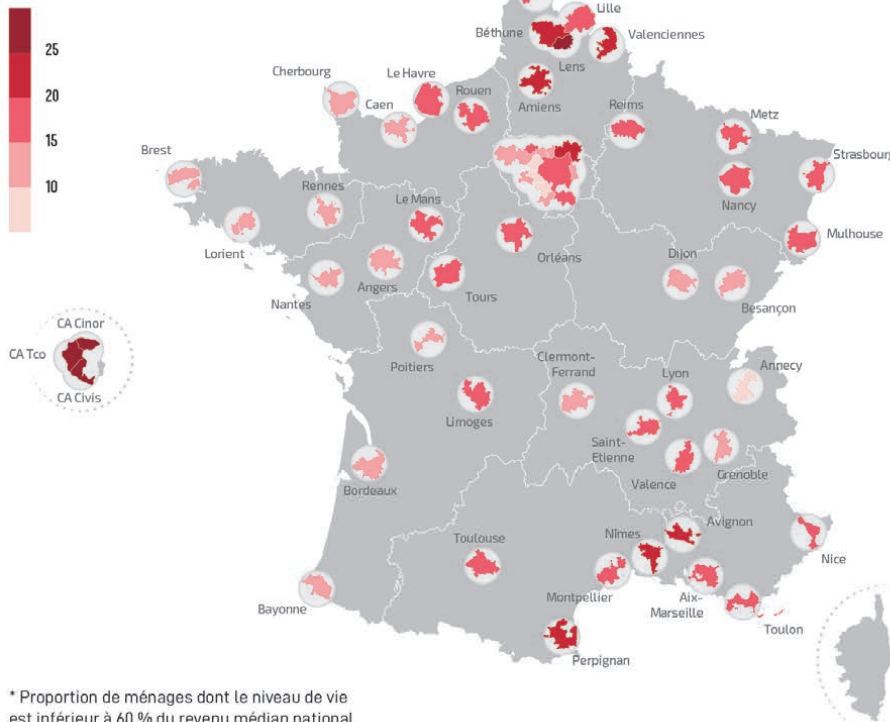 25
20
15
10
Lille
Béthune
Valenciennes
Lens
Cherbourg
Le Havre
Amiens
Caen
Rouen
Reims
Metz
Brest
Strasbourg
Rennes
Le Mans
Nancy
Lorient
Mulhouse
Orléans
Dijon
Angers
Nantes
Tours
Besançon
CA Cinor
CA Tco
CA Civis
Poitiers
Clermont-
Ferrand
Lyon
Annecy
Limoges
Saint-
Etienne
Grenoble
Valence
Bordeaux
Avignon
Nîmes
Toulouse
Nice
Montpellier
Aix-
Marseille
Bayonne
Toulon
Perpignan
* Proportion de ménages dont le niveau de vie
est inférieur à 60 % du revenu médian national